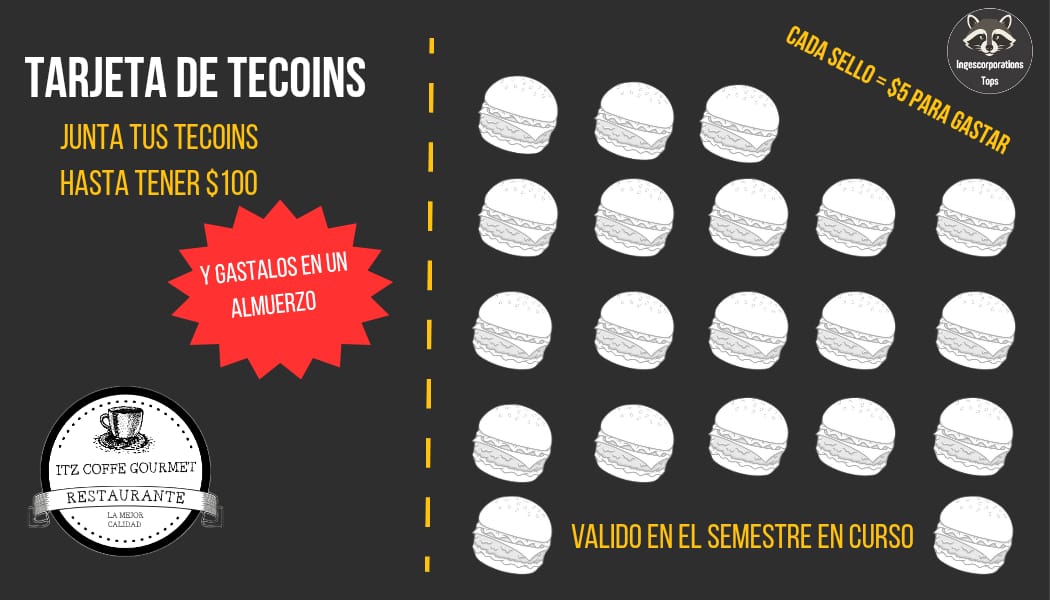 TARJETA DE TECOINS
JUNTA TUS TECOINS
HASTA TENER $100
Y GASTALOS EN UN
ALMUERZO
ITZ COFFE GOURMET
RESTAURANTE
LA MEJOR
CALIDAD
CADA SELLO = $5 PARA GASTAR
Ingescorporations
Tops
VALIDO EN EL SEMESTRE EN CURSO